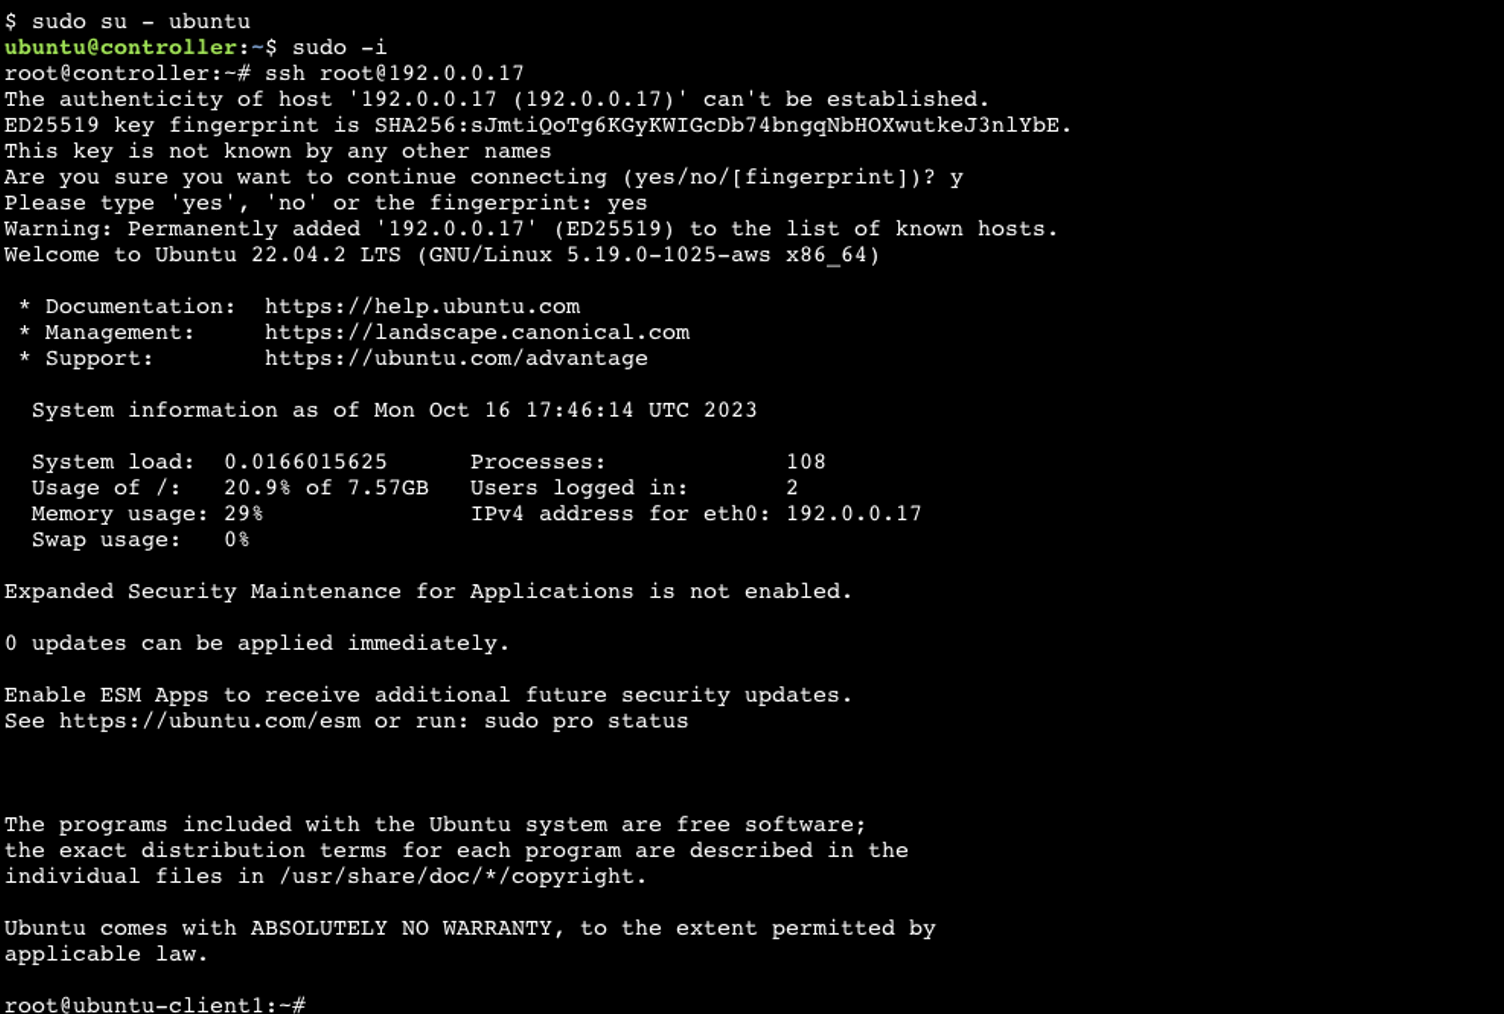 $ sudo su - ubuntu
ubuntu@controller:~$ sudo -i
root@controller:~# ssh root@192.0.0.17
The authenticity of host '192.0.0.17 (192.0.0.17)' can't be established.
ED25519 key fingerprint is SHA256:sJmtiQoTg6KGyKWIGcDb74bngqNbHOXwutkeJ3nlYbE.
This key is not known by any other names
Are you sure you want to continue connecting (yes/no/[fingerprint])? y
Please type 'yes', 'no' or the fingerprint: yes
Warning: Permanently added '192.0.0.17' (ED25519) to the list of known hosts.
Welcome to Ubuntu 22.04.2 LTS (GNU/Linux 5.19.0-1025-aws x86_64)

 * Documentation:  https://help.ubuntu.com
 * Management:     https://landscape.canonical.com
 * Support:        https://ubuntu.com/advantage

  System information as of Mon Oct 16 17:46:14 UTC 2023

  System load:  0.0166015625      Processes:             108
  Usage of /:   20.9% of 7.57GB   Users logged in:       2
  Memory usage: 29%               IPv4 address for eth0: 192.0.0.17
  Swap usage:   0%

Expanded Security Maintenance for Applications is not enabled.

0 updates can be applied immediately.

Enable ESM Apps to receive additional future security updates.
See https://ubuntu.com/esm or run: sudo pro status

The programs included with the Ubuntu system are free software;
the exact distribution terms for each program are described in the
individual files in /usr/share/doc/*/copyright.

Ubuntu comes with ABSOLUTELY NO WARRANTY, to the extent permitted by
applicable law.

root@ubuntu-client1:~#